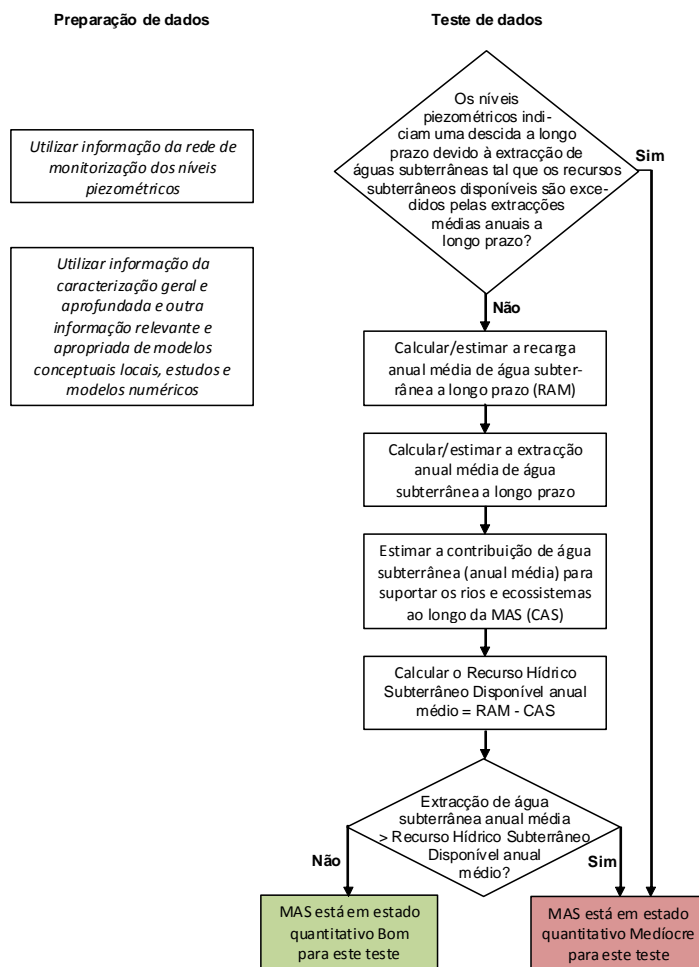 Preparação de dados
Teste de dados
Utilizar informação da rede de
monitorização dos níveis
piezométricos
Utilizar informação da
caracterização geral e
aprofundada e outra
informação relevante e
apropriada de modelos
conceptuais locais, estudos e
modelos numéricos
Os níveis
piezométricos indi-
ciam uma descida a longo
prazo devido à extracção de
águas subterrâneas tal que os recursos
subterrâneos disponíveis são exce-
didos pelas extracções
médias anuais a
longo prazo?
Sim
Não
Calcular/estimar a recarga
anual média de água subter-
rânea a longo prazo (RAM)
Calcular/estimar a extracção
anual média de água
subterrânea a longo prazo
Estimar a contribuição de água
subterrânea (anual média) para
suportar os rios e ecossistemas
ao longo da MAS (CAS)
Calcular o Recurso Hídrico
Subterrâneo Disponível anual
médio = RAM - CAS
Extracção de água
subterrânea anual média
> Recurso Hídrico Subterrâneo
Disponível anual
médio?
Não
Sim
MAS está em estado
quantitativo Bom
para este teste
MAS está em estado
quantitativo Medíocre
para este teste